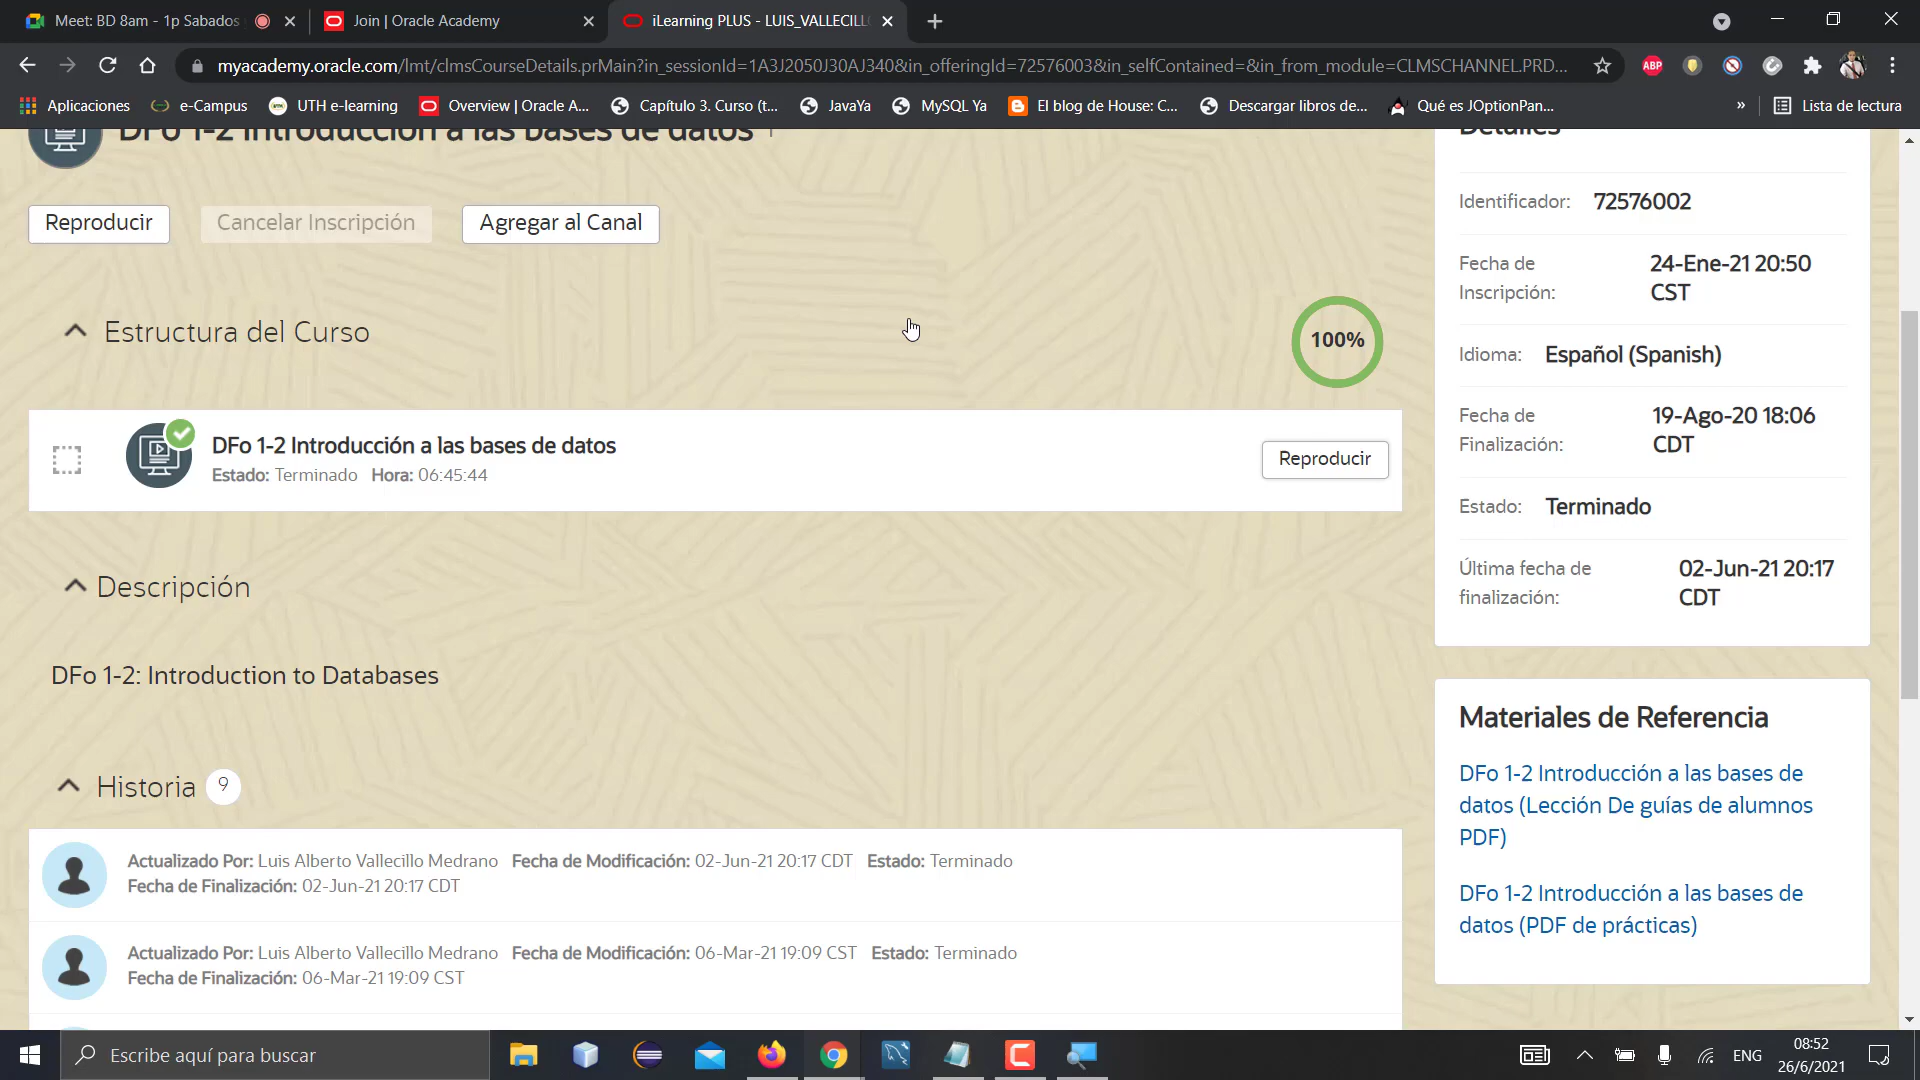 Meet: BD 8am - 1p Sabados
Join | Oracle Academy
iLearning PLUS - LUIS_VALLECILL
myacademy.oracle.com/lmt/clmsCourseDetails.prMain?in_sessionId=1A3J2050J30AJ340&in_offeringId=72576003&in_selfContained=&in_from_module=CLMSCHANNEL.PRD...
ABP
Aplicaciones
e-Campus
UTH e-learning
Overview | Oracle A...
Capítulo 3. Curso (t...
JavaYa
MySQL Ya
El blog de House: C...
Descargar libros de...
Qué es JOptionPan...
»
Lista de lectura
DFo 1-2 Introducción a las bases de datos
Reproducir
Cancelar Inscripción
Agregar al Canal
Estructura del Curso
100%
DFo 1-2 Introducción a las bases de datos
Estado: Terminado Hora: 06:45:44
Reproducir
Descripción
DFo 1-2: Introduction to Databases
Historia 9
Actualizado Por: Luis Alberto Vallecillo Medrano Fecha de Modificación: 02-Jun-21 20:17 CDT Estado: Terminado
Fecha de Finalización: 02-Jun-21 20:17 CDT
Actualizado Por: Luis Alberto Vallecillo Medrano Fecha de Modificación: 06-Mar-21 19:09 CST Estado: Terminado
Fecha de Finalización: 06-Mar-21 19:09 CST
Detalles
Identificador: 72576002
Fecha de Inscripción: 24-Ene-21 20:50 CST
Idioma: Español (Spanish)
Fecha de Finalización: 19-Ago-20 18:06 CDT
Estado: Terminado
Última fecha de finalización: 02-Jun-21 20:17 CDT
Materiales de Referencia
DFo 1-2 Introducción a las bases de
datos (Lección De guías de alumnos
PDF)
DFo 1-2 Introducción a las bases de
datos (PDF de prácticas)
Escribe aquí para buscar
ENG
08:52
26/6/2021